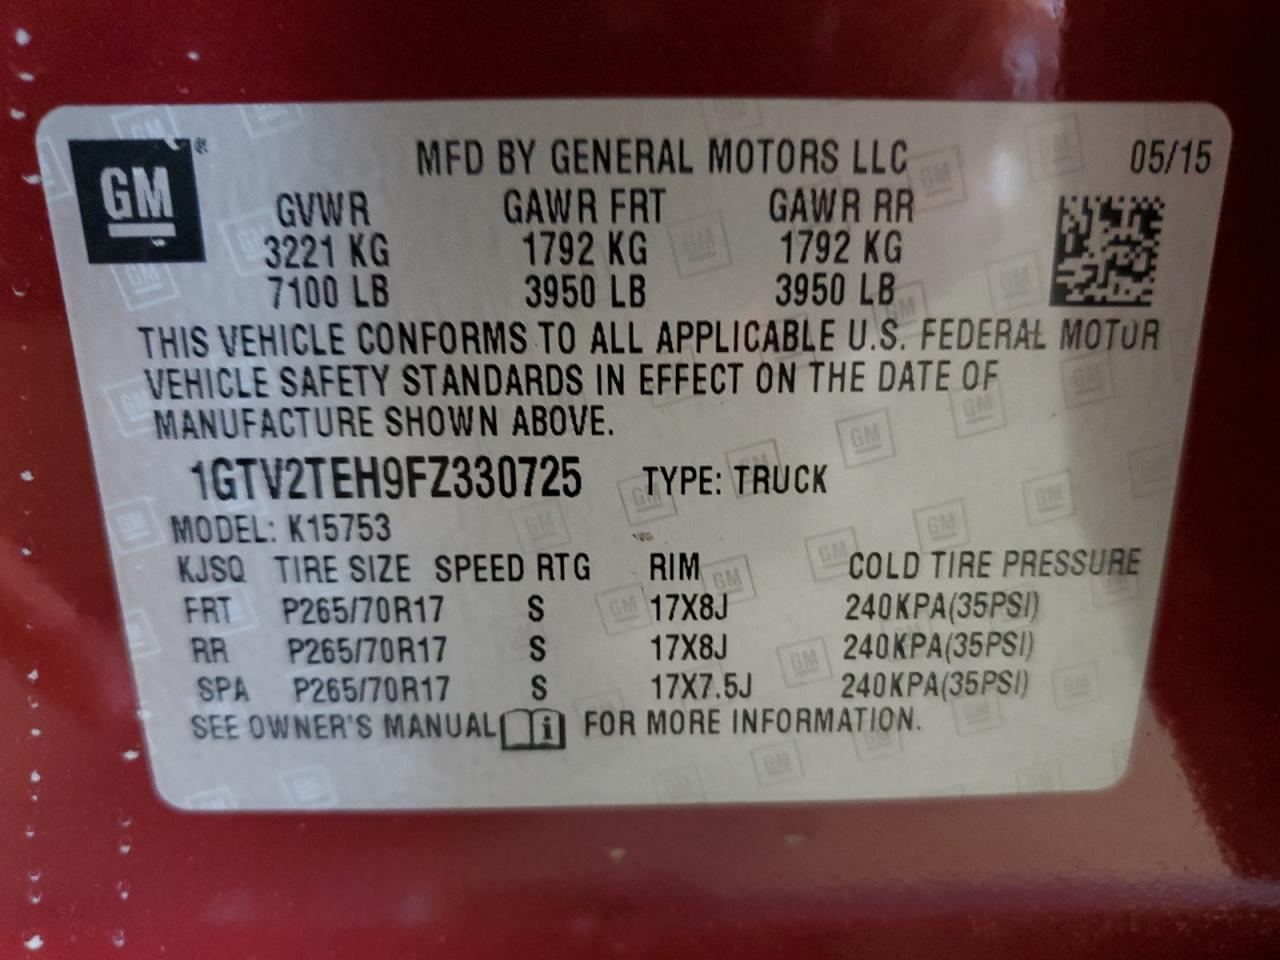 GM ® MFD BY GENERAL MOTORS LLC 05/15
GVWR GAWR FRT GAWR RR
3221 KG 1792 KG 1792 KG
7100 LB 3950 LB 3950 LB
THIS VEHICLE CONFORMS TO ALL APPLICABLE U.S. FEDERAL MOTOR
VEHICLE SAFETY STANDARDS IN EFFECT ON THE DATE OF
MANUFACTURE SHOWN ABOVE.
1GTV2TEH9FZ330725 TYPE: TRUCK
MODEL: K15753
KJSQ TIRE SIZE SPEED RTG RIM COLD TIRE PRESSURE
FRT P265/70R17 S 17X8J 240KPA(35PSI)
RR P265/70R17 S 17X8J 240KPA(35PSI)
SPA P265/70R17 S 17X7.5J 240KPA(35PSI)
SEE OWNER'S MANUAL i FOR MORE INFORMATION.